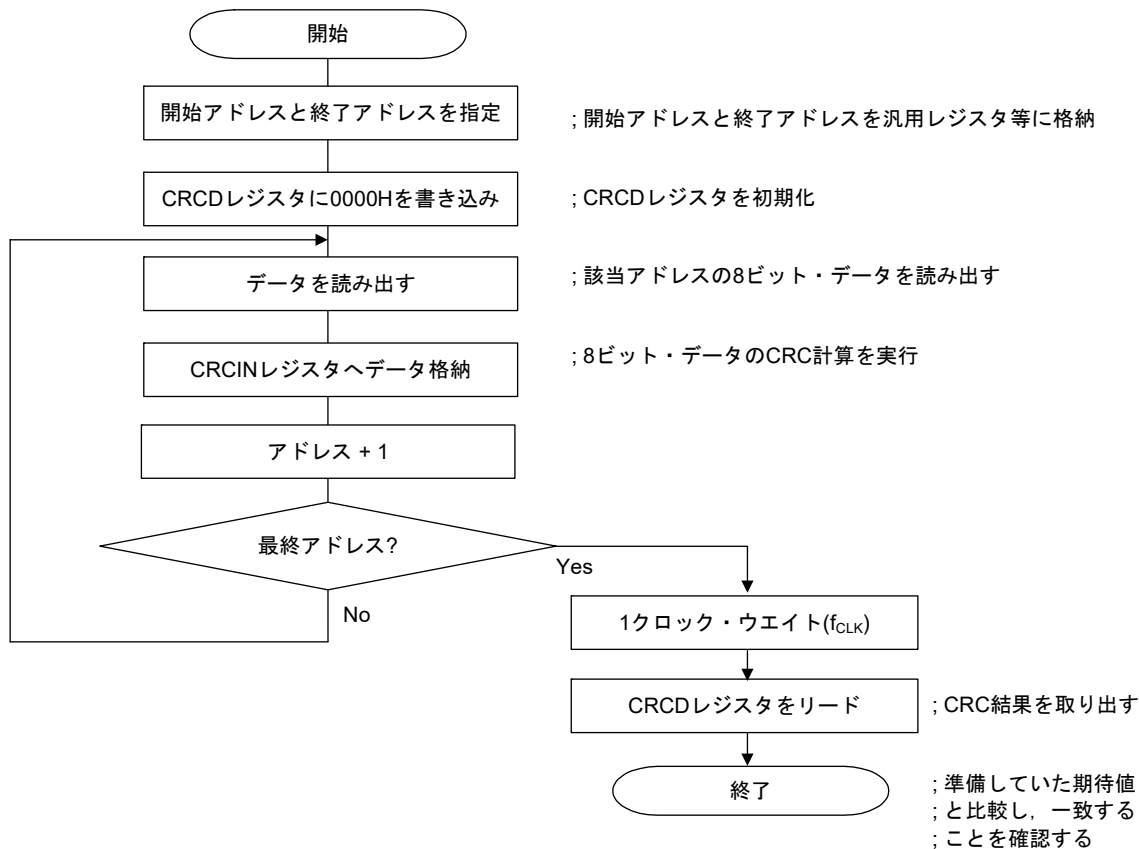 開始
開始アドレスと終了アドレスを指定
; 開始アドレスと終了アドレスを汎用レジスタ等に格納
CRCDレジスタに0000Hを書き込み
; CRCDレジスタを初期化
データを読み出す
; 該当アドレスの8ビット・データを読み出す
CRCINレジスタへデータ格納
; 8ビット・データのCRC計算を実行
アドレス + 1
最終アドレス?
Yes
No
1クロック・ウエイト(fCLK)
CRCDレジスタをリード
; CRC結果を取り出す
終了
; 準備していた期待値
; と比較し，一致する
; ことを確認する